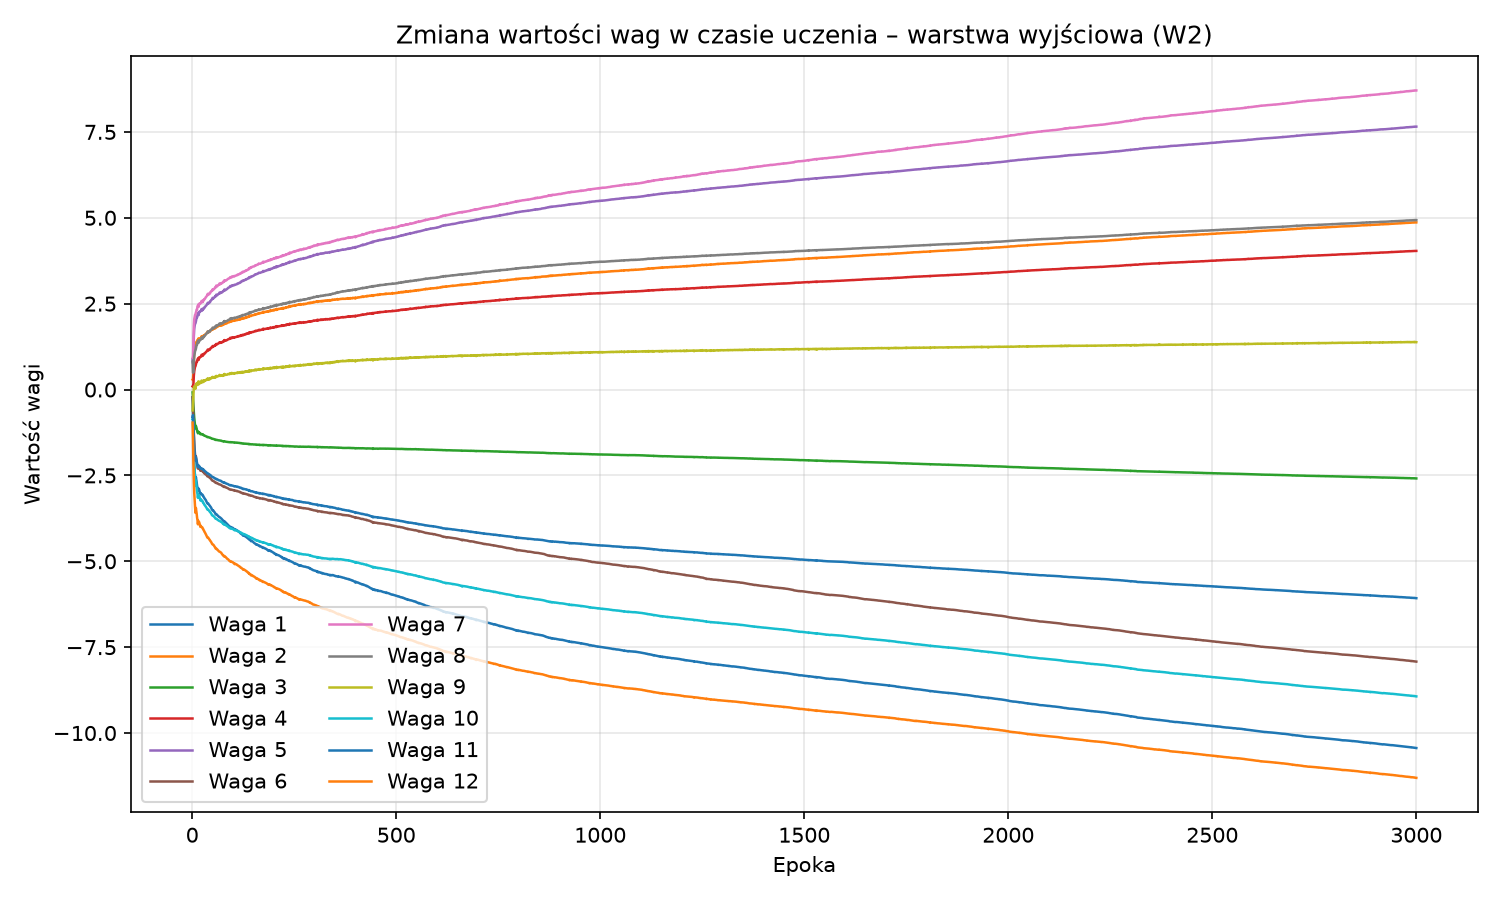 Zmiana wartości wag w czasie uczenia – warstwa wyjściowa (W2)
Wartość wagi
7.5
5.0
2.5
0.0
−2.5
−5.0
−7.5
−10.0
Waga 1
Waga 2
Waga 3
Waga 4
Waga 5
Waga 6
Waga 7
Waga 8
Waga 9
Waga 10
Waga 11
Waga 12
0 500 1000 1500 2000 2500 3000
Epoka